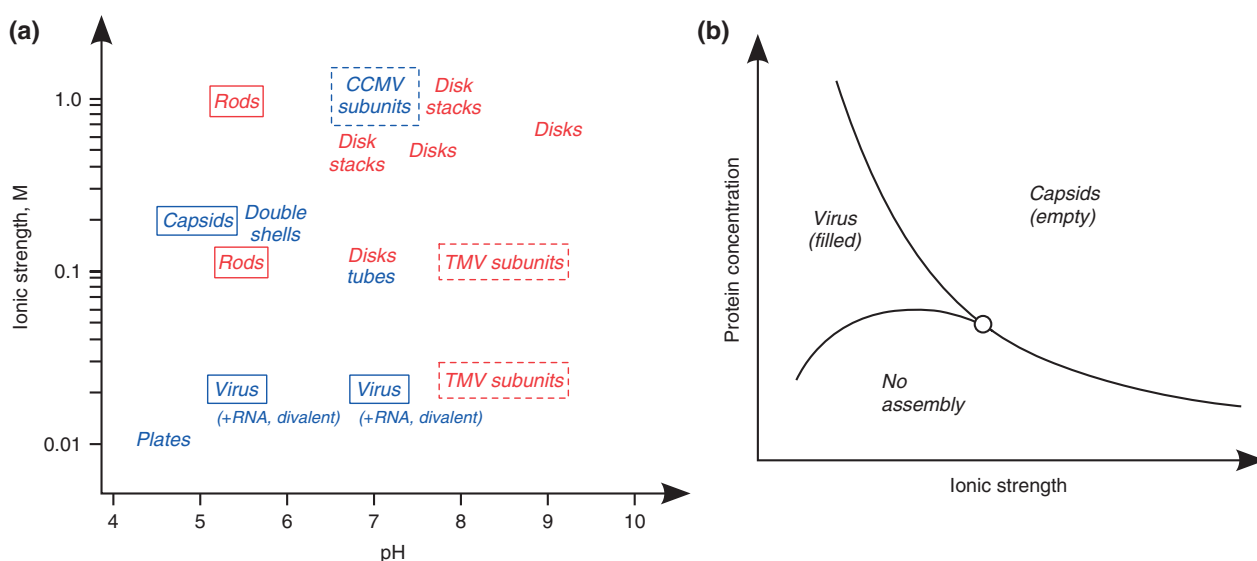 (a)
Ionic strength, M
1.0
0.1
0.01
Rods
CCMV
subunits
Disk
stacks
Disk
stacks
Disks
Disks
Capsids
Double
shells
Rods
Disks
tubes
TMV subunits
Virus
(+RNA, divalent)
Virus
(+RNA, divalent)
TMV subunits
Plates
4
5
6
7
8
9
10
pH
(b)
Protein concentration
Virus
(filled)
Capsids
(empty)
No
assembly
Ionic strength